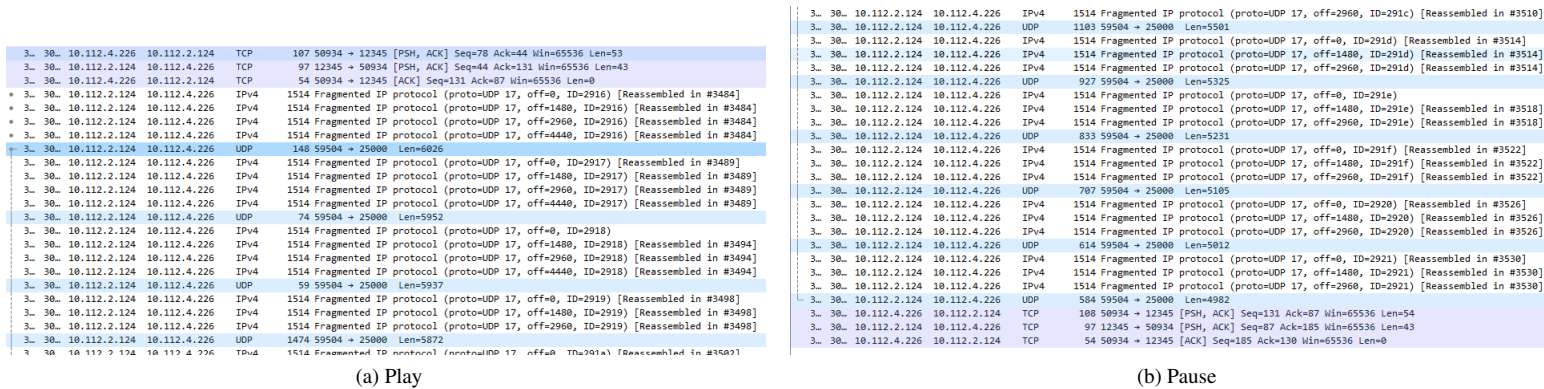 3… 30… 10.112.4.226 10.112.2.124 TCP 107 50934 → 12345 [PSH, ACK] Seq=78 Ack=44 Win=65536 Len=53
3… 30… 10.112.2.124 10.112.4.226 TCP 97 12345 → 50934 [PSH, ACK] Seq=44 Ack=131 Win=65536 Len=43
3… 30… 10.112.4.226 10.112.2.124 TCP 54 50934 → 12345 [ACK] Seq=131 Ack=87 Win=65536 Len=0
3… 30… 10.112.2.124 10.112.4.226 IPv4 1514 Fragmented IP protocol (proto=UDP 17, off=0, ID=2916) [Reassembled in #3484]
3… 30… 10.112.2.124 10.112.4.226 IPv4 1514 Fragmented IP protocol (proto=UDP 17, off=1480, ID=2916) [Reassembled in #3484]
3… 30… 10.112.2.124 10.112.4.226 IPv4 1514 Fragmented IP protocol (proto=UDP 17, off=2960, ID=2916) [Reassembled in #3484]
3… 30… 10.112.2.124 10.112.4.226 IPv4 1514 Fragmented IP protocol (proto=UDP 17, off=4440, ID=2916) [Reassembled in #3484]
3… 30… 10.112.2.124 10.112.4.226 UDP 148 59504 → 25000 Len=6026
3… 30… 10.112.2.124 10.112.4.226 IPv4 1514 Fragmented IP protocol (proto=UDP 17, off=0, ID=2917) [Reassembled in #3489]
3… 30… 10.112.2.124 10.112.4.226 IPv4 1514 Fragmented IP protocol (proto=UDP 17, off=1480, ID=2917) [Reassembled in #3489]
3… 30… 10.112.2.124 10.112.4.226 IPv4 1514 Fragmented IP protocol (proto=UDP 17, off=2960, ID=2917) [Reassembled in #3489]
3… 30… 10.112.2.124 10.112.4.226 IPv4 1514 Fragmented IP protocol (proto=UDP 17, off=4440, ID=2917) [Reassembled in #3489]
3… 30… 10.112.2.124 10.112.4.226 UDP 74 59504 → 25000 Len=5952
3… 30… 10.112.2.124 10.112.4.226 IPv4 1514 Fragmented IP protocol (proto=UDP 17, off=0, ID=2918)
3… 30… 10.112.2.124 10.112.4.226 IPv4 1514 Fragmented IP protocol (proto=UDP 17, off=1480, ID=2918) [Reassembled in #3494]
3… 30… 10.112.2.124 10.112.4.226 IPv4 1514 Fragmented IP protocol (proto=UDP 17, off=2960, ID=2918) [Reassembled in #3494]
3… 30… 10.112.2.124 10.112.4.226 IPv4 1514 Fragmented IP protocol (proto=UDP 17, off=4440, ID=2918) [Reassembled in #3494]
3… 30… 10.112.2.124 10.112.4.226 UDP 59 59504 → 25000 Len=5937
3… 30… 10.112.2.124 10.112.4.226 IPv4 1514 Fragmented IP protocol (proto=UDP 17, off=0, ID=2919) [Reassembled in #3498]
3… 30… 10.112.2.124 10.112.4.226 IPv4 1514 Fragmented IP protocol (proto=UDP 17, off=1480, ID=2919) [Reassembled in #3498]
3… 30… 10.112.2.124 10.112.4.226 IPv4 1514 Fragmented IP protocol (proto=UDP 17, off=2960, ID=2919) [Reassembled in #3498]
3… 30… 10.112.2.124 10.112.4.226 UDP 1474 59504 → 25000 Len=5872
3 30 10.112.2.124 10.112.4.226 IPv4 1514 Fragmented IP protocol (proto=UDP 17, off=0, ID=291a) [Reassembled in #3502]
(a) Play
3… 30… 10.112.2.124 10.112.4.226 IPv4 1514 Fragmented IP protocol (proto=UDP 17, off=2960, ID=291c) [Reassembled in #3510]
3… 30… 10.112.2.124 10.112.4.226 UDP 1103 59504 → 25000 Len=5501
3… 30… 10.112.2.124 10.112.4.226 IPv4 1514 Fragmented IP protocol (proto=UDP 17, off=0, ID=291d) [Reassembled in #3514]
3… 30… 10.112.2.124 10.112.4.226 IPv4 1514 Fragmented IP protocol (proto=UDP 17, off=1480, ID=291d) [Reassembled in #3514]
3… 30… 10.112.2.124 10.112.4.226 IPv4 1514 Fragmented IP protocol (proto=UDP 17, off=2960, ID=291d) [Reassembled in #3514]
3… 30… 10.112.2.124 10.112.4.226 UDP 927 59504 → 25000 Len=5325
3… 30… 10.112.2.124 10.112.4.226 IPv4 1514 Fragmented IP protocol (proto=UDP 17, off=0, ID=291e)
3… 30… 10.112.2.124 10.112.4.226 IPv4 1514 Fragmented IP protocol (proto=UDP 17, off=1480, ID=291e) [Reassembled in #3518]
3… 30… 10.112.2.124 10.112.4.226 IPv4 1514 Fragmented IP protocol (proto=UDP 17, off=2960, ID=291e) [Reassembled in #3518]
3… 30… 10.112.2.124 10.112.4.226 UDP 833 59504 → 25000 Len=5231
3… 30… 10.112.2.124 10.112.4.226 IPv4 1514 Fragmented IP protocol (proto=UDP 17, off=0, ID=291f) [Reassembled in #3522]
3… 30… 10.112.2.124 10.112.4.226 IPv4 1514 Fragmented IP protocol (proto=UDP 17, off=1480, ID=291f) [Reassembled in #3522]
3… 30… 10.112.2.124 10.112.4.226 IPv4 1514 Fragmented IP protocol (proto=UDP 17, off=2960, ID=291f) [Reassembled in #3522]
3… 30… 10.112.2.124 10.112.4.226 UDP 707 59504 → 25000 Len=5105
3… 30… 10.112.2.124 10.112.4.226 IPv4 1514 Fragmented IP protocol (proto=UDP 17, off=0, ID=2920) [Reassembled in #3526]
3… 30… 10.112.2.124 10.112.4.226 IPv4 1514 Fragmented IP protocol (proto=UDP 17, off=1480, ID=2920) [Reassembled in #3526]
3… 30… 10.112.2.124 10.112.4.226 IPv4 1514 Fragmented IP protocol (proto=UDP 17, off=2960, ID=2920) [Reassembled in #3526]
3… 30… 10.112.2.124 10.112.4.226 UDP 614 59504 → 25000 Len=5012
3… 30… 10.112.2.124 10.112.4.226 IPv4 1514 Fragmented IP protocol (proto=UDP 17, off=0, ID=2921) [Reassembled in #3530]
3… 30… 10.112.2.124 10.112.4.226 IPv4 1514 Fragmented IP protocol (proto=UDP 17, off=1480, ID=2921) [Reassembled in #3530]
3… 30… 10.112.2.124 10.112.4.226 IPv4 1514 Fragmented IP protocol (proto=UDP 17, off=2960, ID=2921) [Reassembled in #3530]
3… 30… 10.112.2.124 10.112.4.226 UDP 584 59504 → 25000 Len=4982
3… 30… 10.112.4.226 10.112.2.124 TCP 108 50934 → 12345 [PSH, ACK] Seq=131 Ack=87 Win=65536 Len=54
3… 30… 10.112.2.124 10.112.4.226 TCP 97 12345 → 50934 [PSH, ACK] Seq=87 Ack=185 Win=65536 Len=43
3… 30… 10.112.4.226 10.112.2.124 TCP 54 50934 → 12345 [ACK] Seq=185 Ack=130 Win=65536 Len=0
(b) Pause